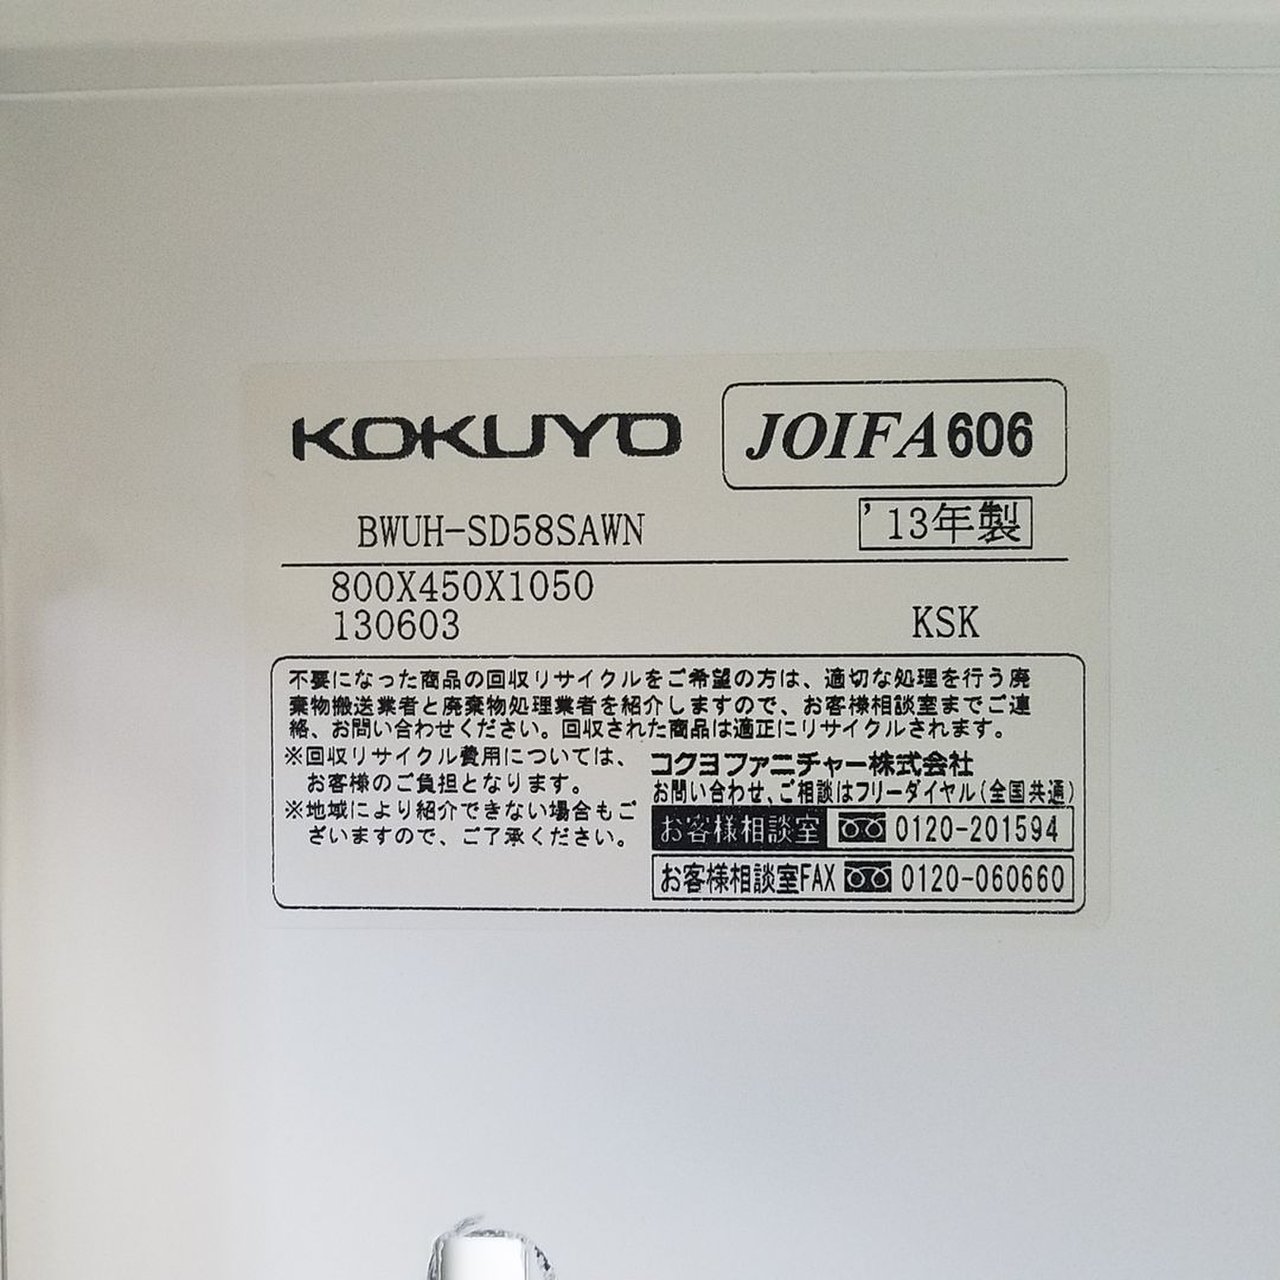 KOKUYO JOIFA606
BWUH-SD58SAWN '13年製
800X450X1050
130603 KSK
不要になった商品の回収リサイクルをご希望の方は、適切な処理を行う廃
棄物搬送業者と廃棄物処理業者を紹介しますので、お客様相談室までご連
絡、お問い合わせください。回収された商品は適正にリサイクルされます。
※回収リサイクル費用については、
お客様のご負担となります。
※地域により紹介できない場合もご
ざいますので、ご了承ください。
コクヨファニチャー株式会社
お問い合わせ、ご相談はフリーダイヤル(全国共通)
お客様相談室 0120-201594
お客様相談室FAX 0120-060660